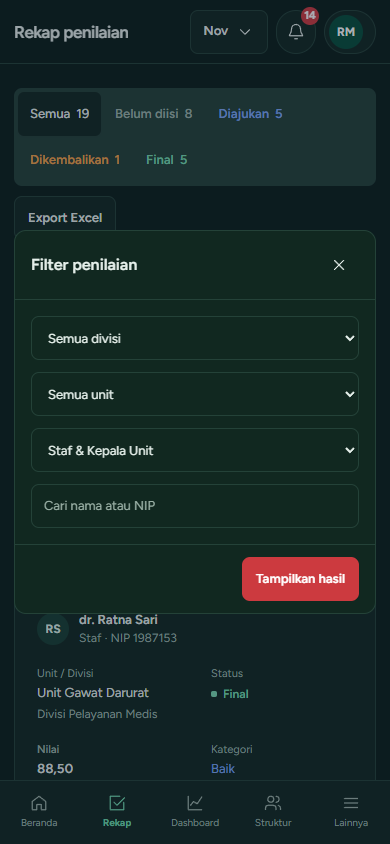 Rekap penilaian
Nov
14
RM
Semua 19
Belum diisi 8
Diajukan 5
Dikembalikan 1
Final 5
Export Excel
Filter penilaian
Semua divisi
Semua unit
Staf & Kepala Unit
Cari nama atau NIP
Tampilkan hasil
RS
dr. Ratna Sari
Staf · NIP 1987153
Unit / Divisi
Status
Unit Gawat Darurat
Final
Divisi Pelayanan Medis
Nilai
Kategori
88,50
Baik
Beranda
Rekap
Dashboard
Struktur
Lainnya